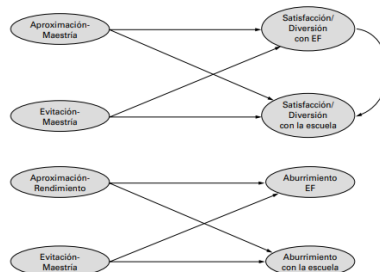 Aproximación-
Maestría
Satisfacción/
Diversión
con EF
Evitación-
Maestría
Satisfacción/
Diversión
con la escuela
Aproximación-
Rendimiento
Aburrimiento
EF
Evitación-
Maestría
Aburrimiento
con la escuela